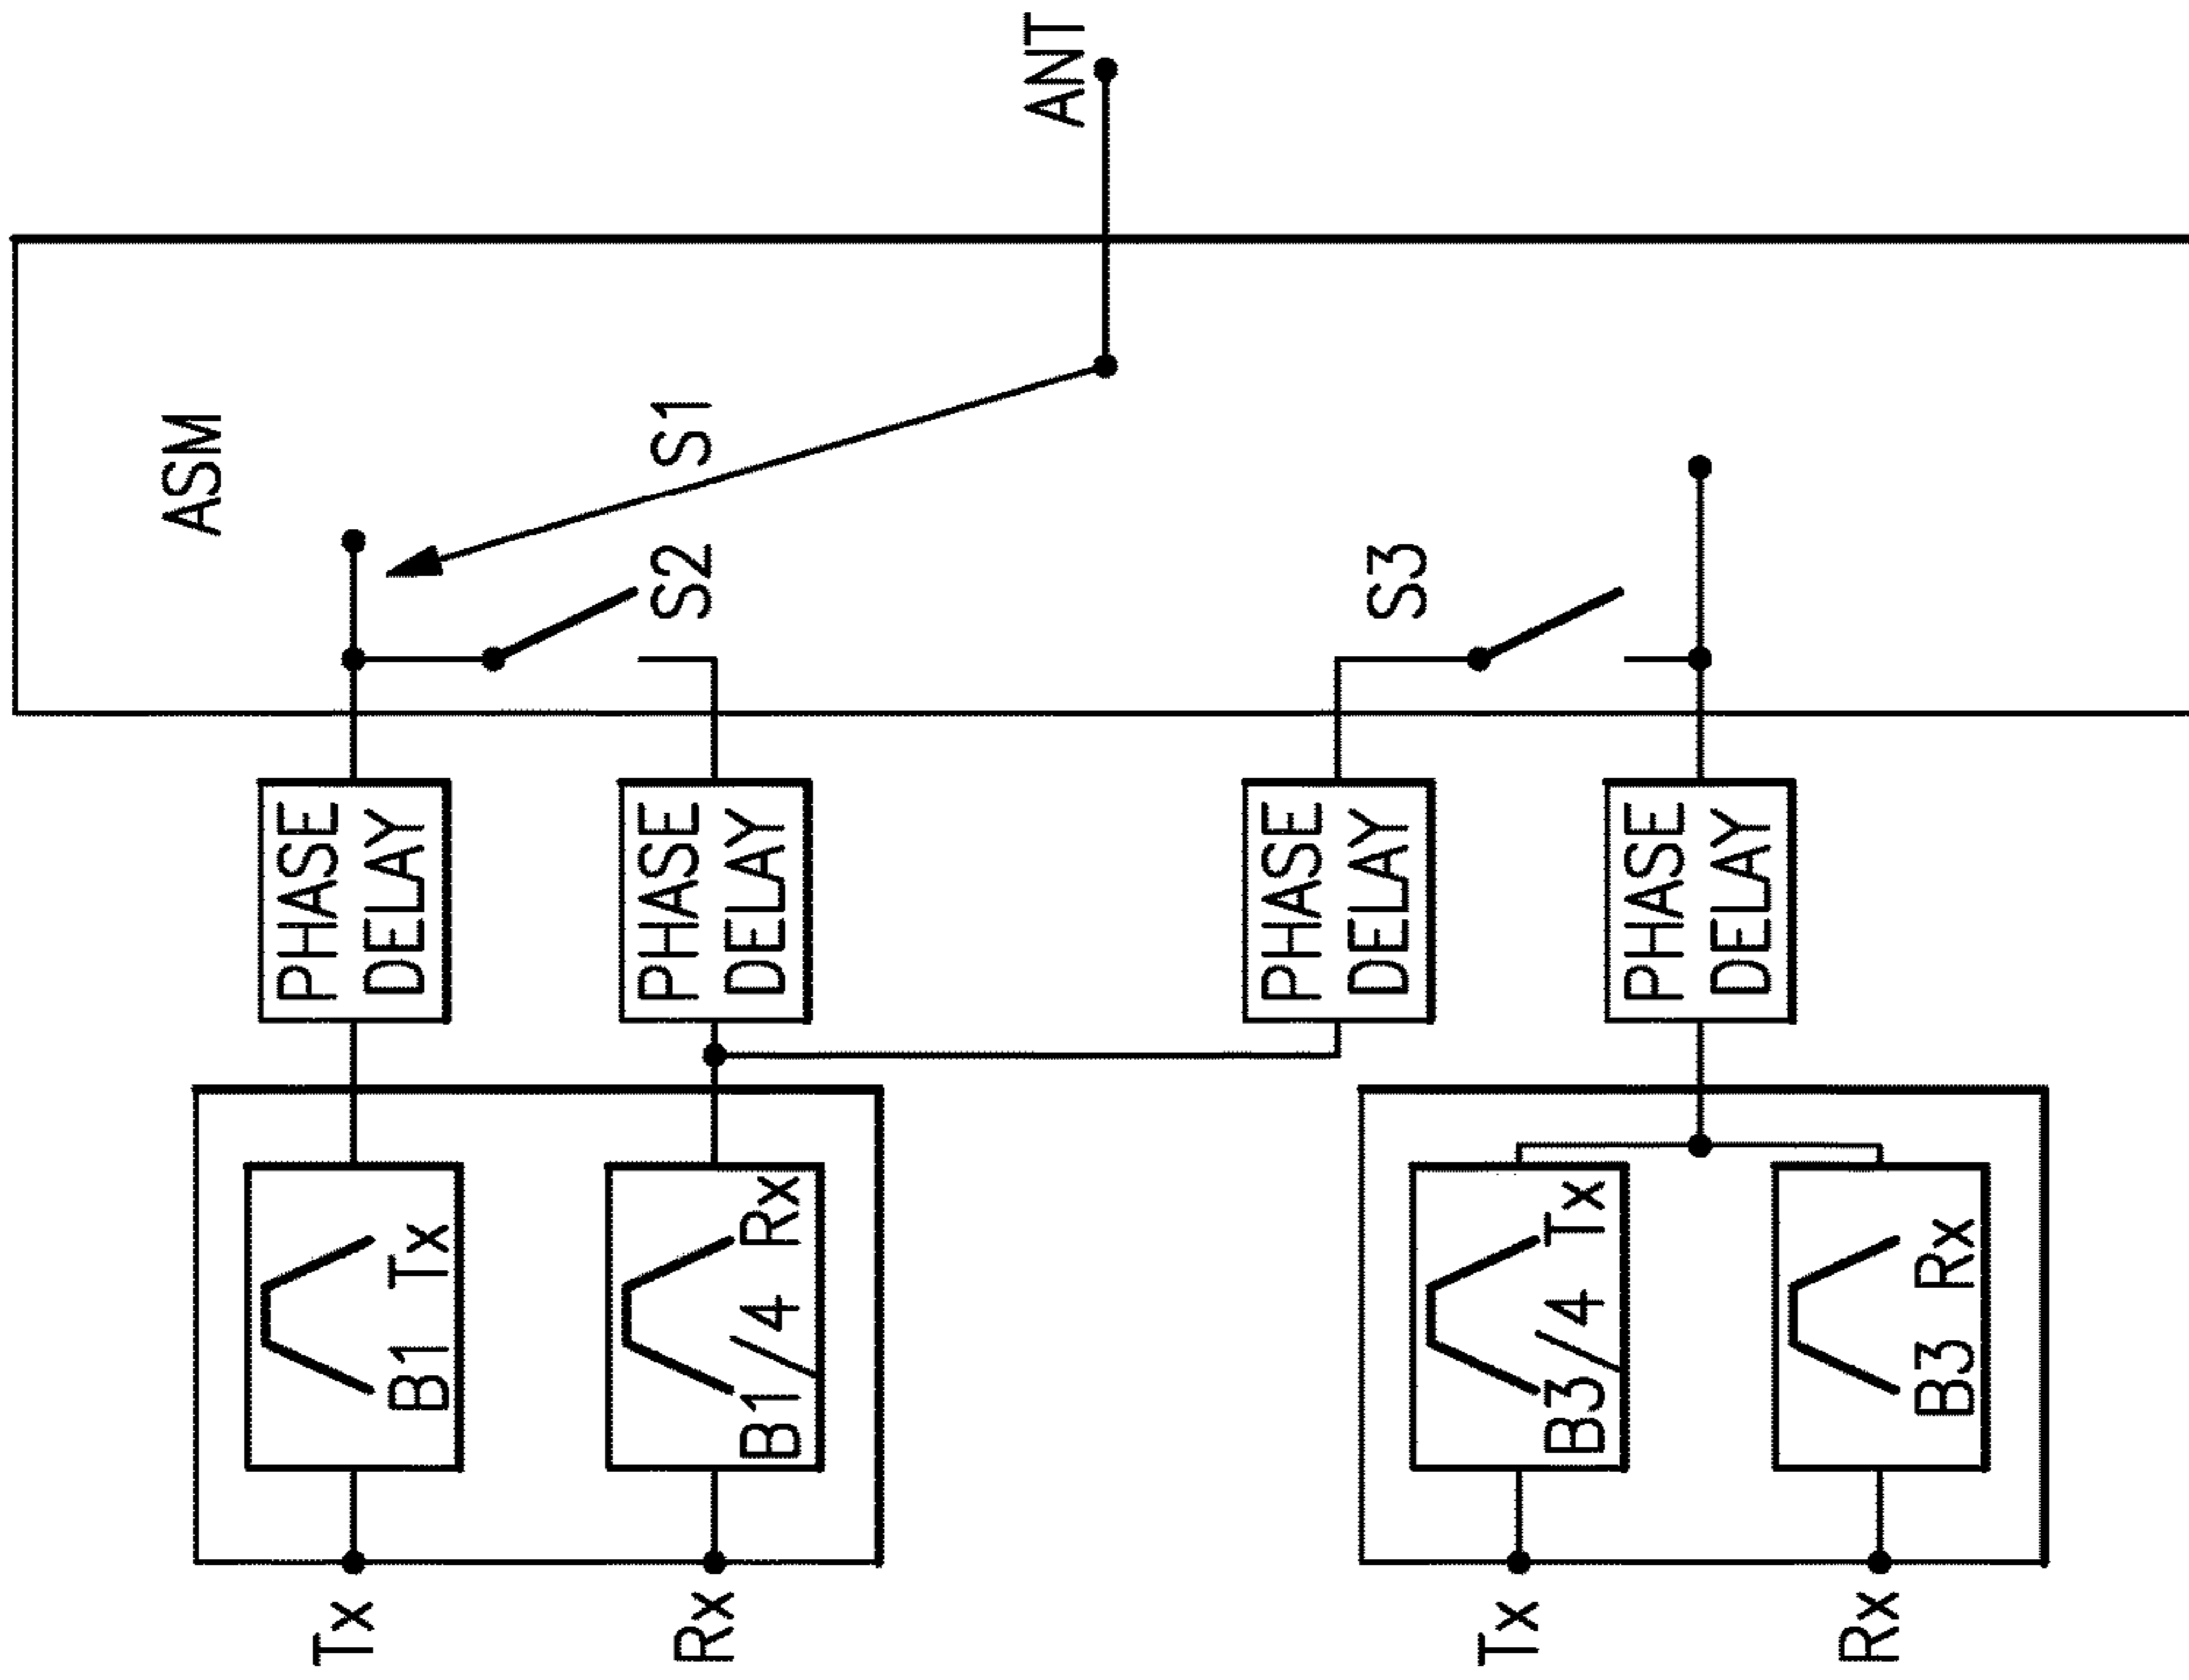 ANT
ASM
S1
S2
S3
PHASE
DELAY
PHASE
DELAY
PHASE
DELAY
PHASE
DELAY
B1 Tx
B1/4 Rx
B3/4 Tx
B3 Rx
Tx
Rx
Tx
Rx